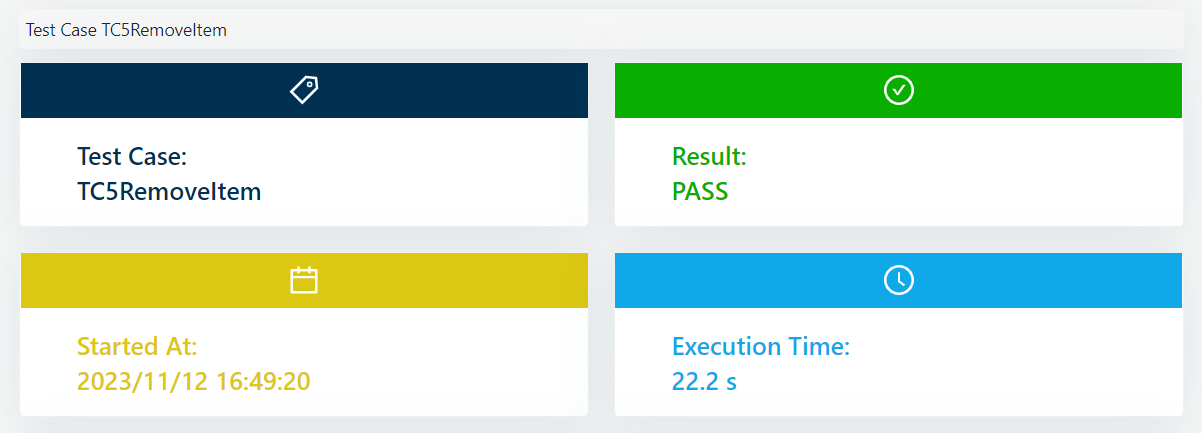 Test Case TC5RemoveItem
Test Case:
TC5RemoveItem
Result:
PASS
Started At:
2023/11/12 16:49:20
Execution Time:
22.2 s